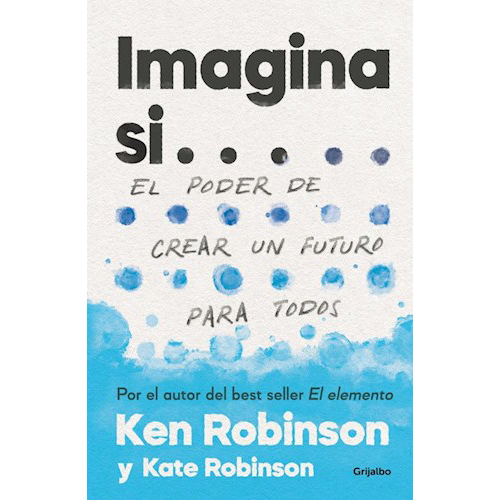 Imagina
si......
EL PODER DE
CREAR UN FUTURO
PARA TODOS
Por el autor del best seller El elemento
Ken Robinson
y Kate Robinson
Grijalbo